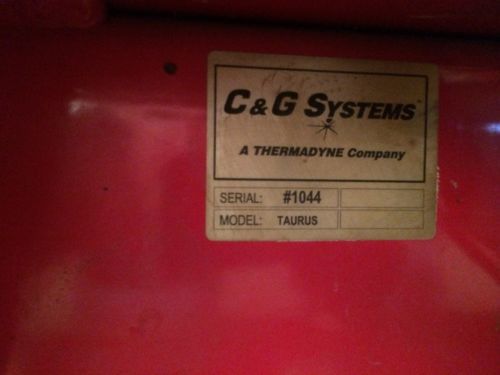 C & G SYSTEMS
A THERMADYNE Company
SERIAL: #1044
MODEL: TAURUS